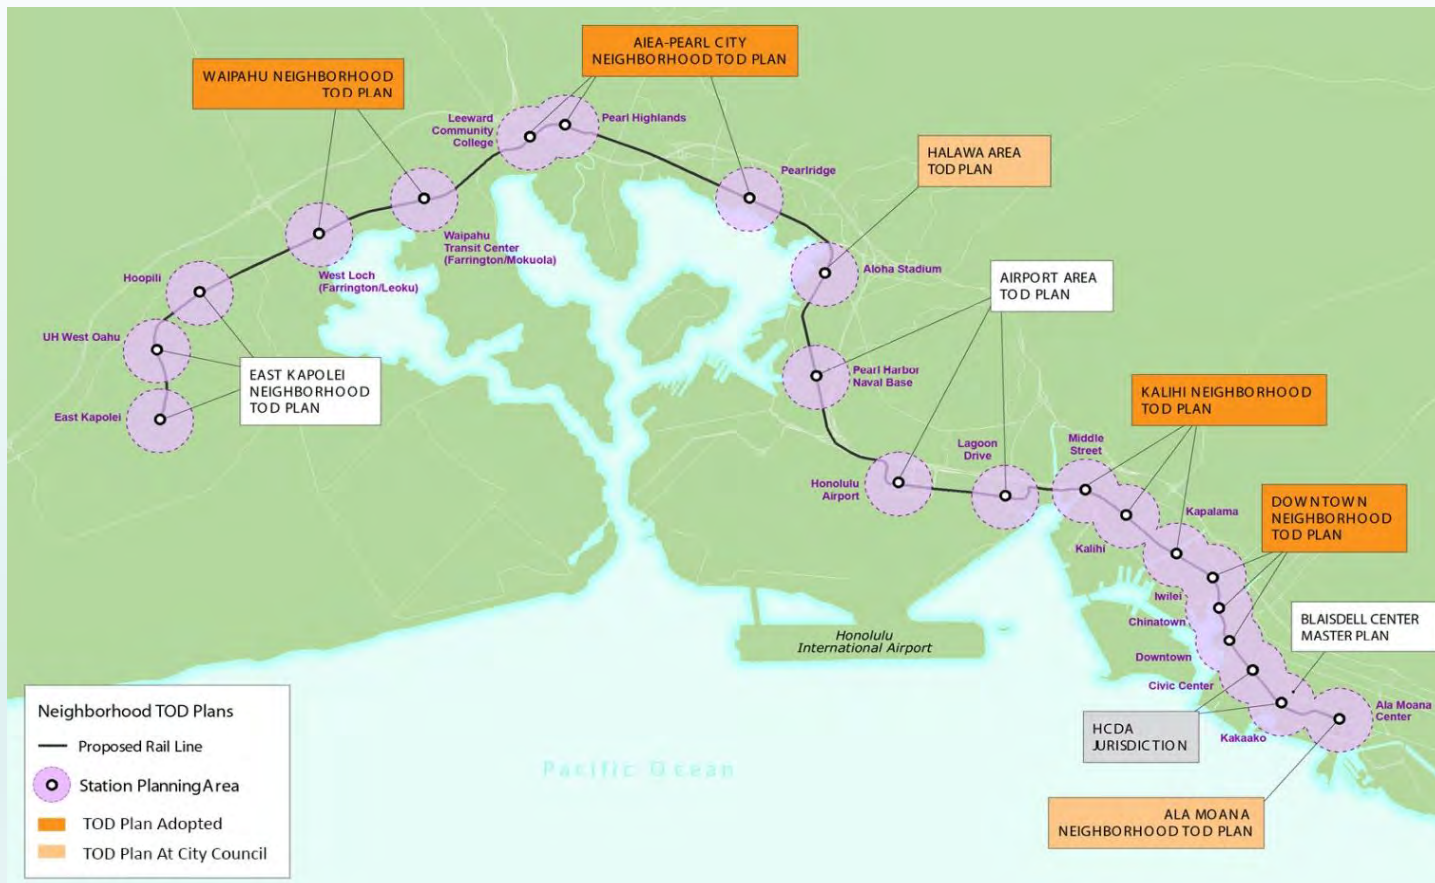 AIEA-PEARL CITY
NEIGHBORHOOD TOD PLAN
WAIPAHU NEIGHBORHOOD
TOD PLAN
Leeward
Community
College
Pearl Highlands
HALAWA AREA
TOD PLAN
Pearlridge
Waipahu
Transit Center
(Farrington/Mokuola)
Aloha Stadium
Hoopili
West Loch
(Farrington/Leoku)
AIRPORT AREA
TOD PLAN
UH West Oahu
EAST KAPOLEI
NEIGHBORHOOD
TOD PLAN
Pearl Harbor
Naval Base
East Kapolei
KALIHI NEIGHBORHOOD
TOD PLAN
Lagoon
Drive
Middle
Street
Honolulu
Airport
Kapalama
DOWNTOWN
NEIGHBORHOOD
TOD PLAN
Kalihi
Iwilei
Chinatown
BLAISDELL CENTER
MASTER PLAN
Honolulu
International Airport
Downtown
Civic Center
Ala Moana
Center
HCDA
JURISDICTION
Kakaako
Pacific Ocean
ALA MOANA
NEIGHBORHOOD TOD PLAN
Neighborhood TOD Plans
Proposed Rail Line
Station Planning Area
TOD Plan Adopted
TOD Plan At City Council